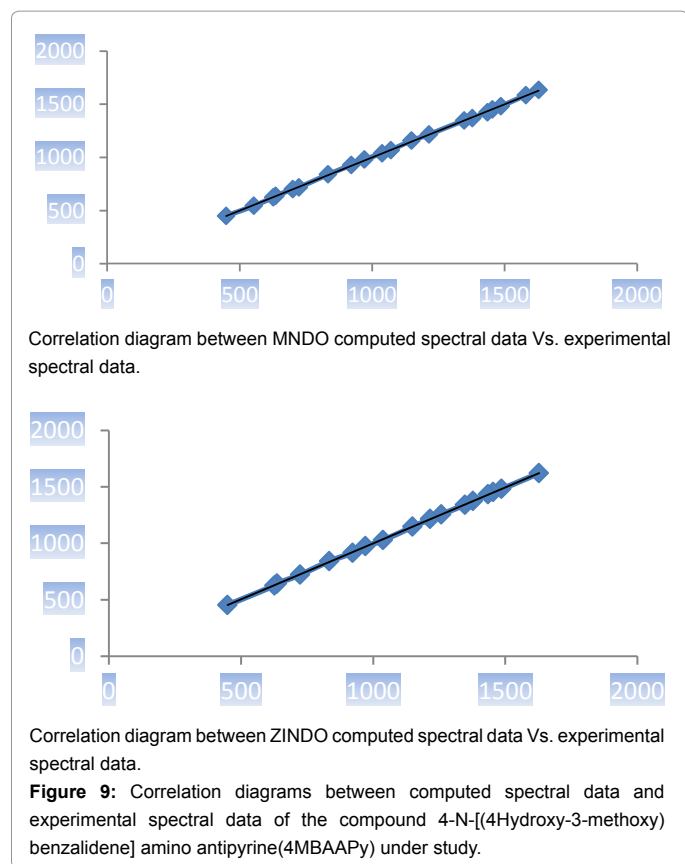 2000
1500
1000
500
0
0 500 1000 1500 2000
Correlation diagram between MNDO computed spectral data Vs. experimental
spectral data.
2000
1500
1000
500
0
0 500 1000 1500 2000
Correlation diagram between ZINDO computed spectral data Vs. experimental
spectral data.
Figure 9: Correlation diagrams between computed spectral data and
experimental spectral data of the compound 4-N-[(4Hydroxy-3-methoxy)
benzalidene] amino antipyrine(4MBAAPy) under study.